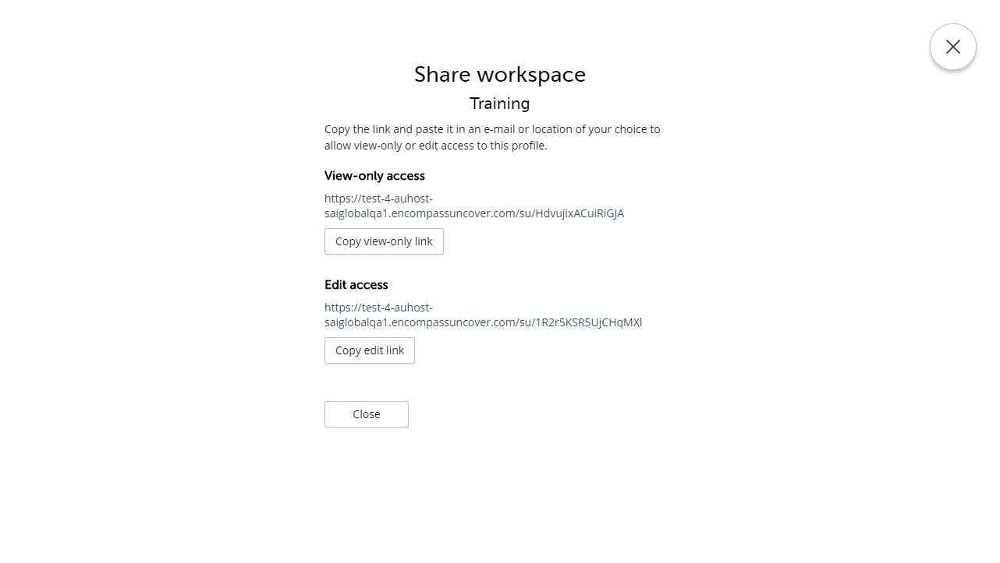 Share workspace
Training
Copy the link and paste it in an e-mail or location of your choice to
allow view-only or edit access to this profile.
View-only access
https://test-4-auhost-
saiglobalqa1.encompassuncover.com/su/HdvujixACuiRiGJA
Copy view-only link
Edit access
https://test-4-auhost-
saiglobalqa1.encompassuncover.com/su/1R2r5KSR5UjCHqMXl
Copy edit link
Close